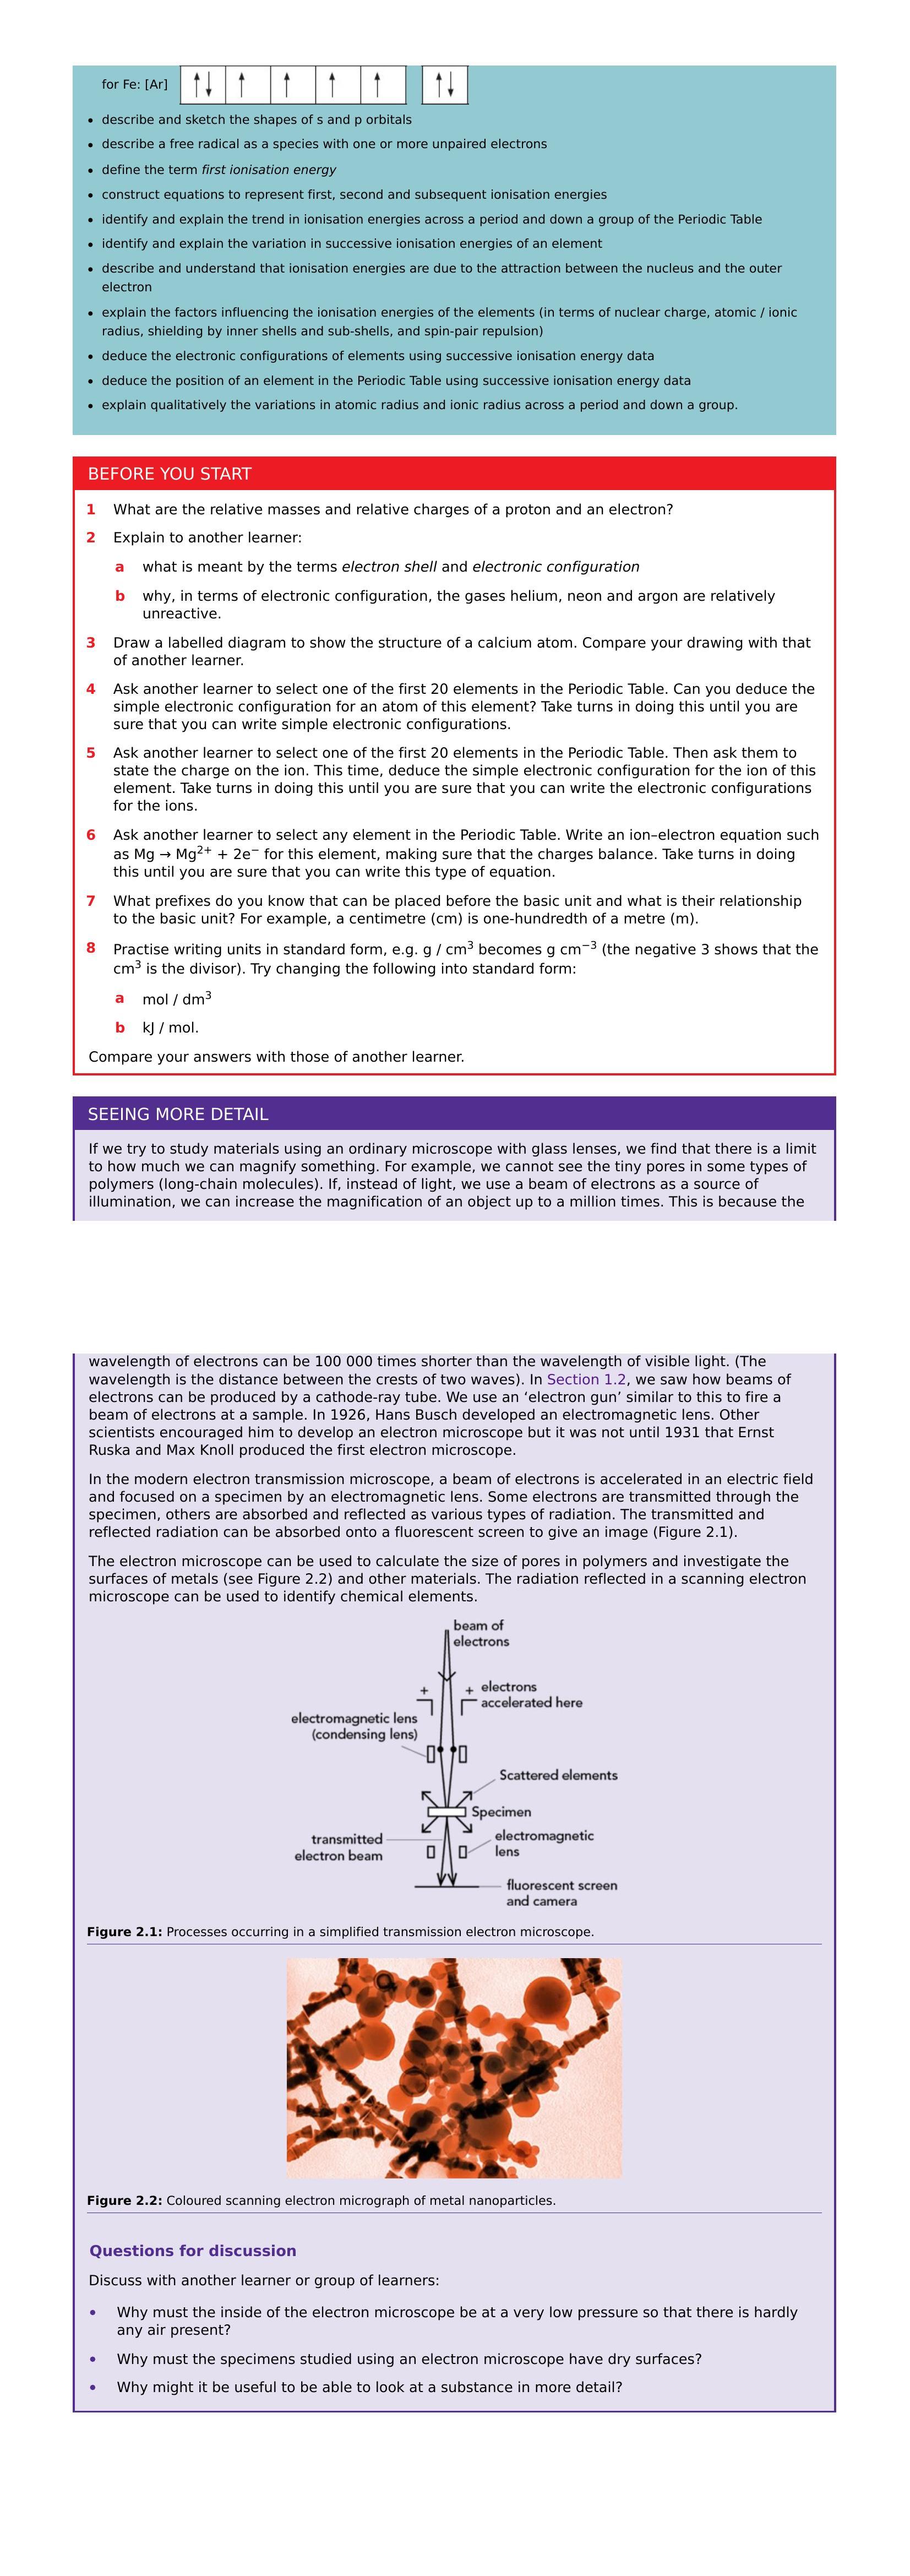 for Fe: [Ar]
• describe and sketch the shapes of s and p orbitals
• describe a free radical as a species with one or more unpaired electrons
• define the term first ionisation energy
• construct equations to represent first, second and subsequent ionisation energies
• identify and explain the trend in ionisation energies across a period and down a group of the Periodic Table
• identify and explain the variation in successive ionisation energies of an element
• describe and understand that ionisation energies are due to the attraction between the nucleus and the outer
electron
• explain the factors influencing the ionisation energies of the elements (in terms of nuclear charge, atomic / ionic
radius, shielding by inner shells and sub-shells, and spin-pair repulsion)
• deduce the electronic configurations of elements using successive ionisation energy data
• deduce the position of an element in the Periodic Table using successive ionisation energy data
• explain qualitatively the variations in atomic radius and ionic radius across a period and down a group.
BEFORE YOU START
1 What are the relative masses and relative charges of a proton and an electron?
2 Explain to another learner:
a what is meant by the terms electron shell and electronic configuration
b why, in terms of electronic configuration, the gases helium, neon and argon are relatively
unreactive.
3 Draw a labelled diagram to show the structure of a calcium atom. Compare your drawing with that
of another learner.
4 Ask another learner to select one of the first 20 elements in the Periodic Table. Can you deduce the
simple electronic configuration for an atom of this element? Take turns in doing this until you are
sure that you can write simple electronic configurations.
5 Ask another learner to select one of the first 20 elements in the Periodic Table. Then ask them to
state the charge on the ion. This time, deduce the simple electronic configuration for the ion of this
element. Take turns in doing this until you are sure that you can write the electronic configurations
for the ions.
6 Ask another learner to select any element in the Periodic Table. Write an ion–electron equation such
as Mg → Mg²⁺ + 2e⁻ for this element, making sure that the charges balance. Take turns in doing
this until you are sure that you can write this type of equation.
7 What prefixes do you know that can be placed before the basic unit and what is their relationship
to the basic unit? For example, a centimetre (cm) is one-hundredth of a metre (m).
8 Practise writing units in standard form, e.g. g / cm³ becomes g cm⁻³ (the negative 3 shows that the
cm³ is the divisor). Try changing the following into standard form:
a mol / dm³
b kJ / mol.
Compare your answers with those of another learner.
SEEING MORE DETAIL
If we try to study materials using an ordinary microscope with glass lenses, we find that there is a limit
to how much we can magnify something. For example, we cannot see the tiny pores in some types of
polymers (long-chain molecules). If, instead of light, we use a beam of electrons as a source of
illumination, we can increase the magnification of an object up to a million times. This is because the
wavelength of electrons can be 100 000 times shorter than the wavelength of visible light. (The
wavelength is the distance between the crests of two waves). In Section 1.2, we saw how beams of
electrons can be produced by a cathode-ray tube. We use an ‘electron gun’ similar to this to fire a
beam of electrons at a sample. In 1926, Hans Busch developed an electromagnetic lens. Other
scientists encouraged him to develop an electron microscope but it was not until 1931 that Ernst
Ruska and Max Knoll produced the first electron microscope.
In the modern electron transmission microscope, a beam of electrons is accelerated in an electric field
and focused on a specimen by an electromagnetic lens. Some electrons are transmitted through the
specimen, others are absorbed and reflected as various types of radiation. The transmitted and
reflected radiation can be absorbed onto a fluorescent screen to give an image (Figure 2.1).
The electron microscope can be used to calculate the size of pores in polymers and investigate the
surfaces of metals (see Figure 2.2) and other materials. The radiation reflected in a scanning electron
microscope can be used to identify chemical elements.
beam of
electrons
+ + electrons
accelerated here
electromagnetic lens
(condensing lens)
Scattered elements
Specimen
transmitted
electron beam
electromagnetic
lens
fluorescent screen
and camera
Figure 2.1: Processes occurring in a simplified transmission electron microscope.
Figure 2.2: Coloured scanning electron micrograph of metal nanoparticles.
Questions for discussion
Discuss with another learner or group of learners:
• Why must the inside of the electron microscope be at a very low pressure so that there is hardly
any air present?
• Why must the specimens studied using an electron microscope have dry surfaces?
• Why might it be useful to be able to look at a substance in more detail?